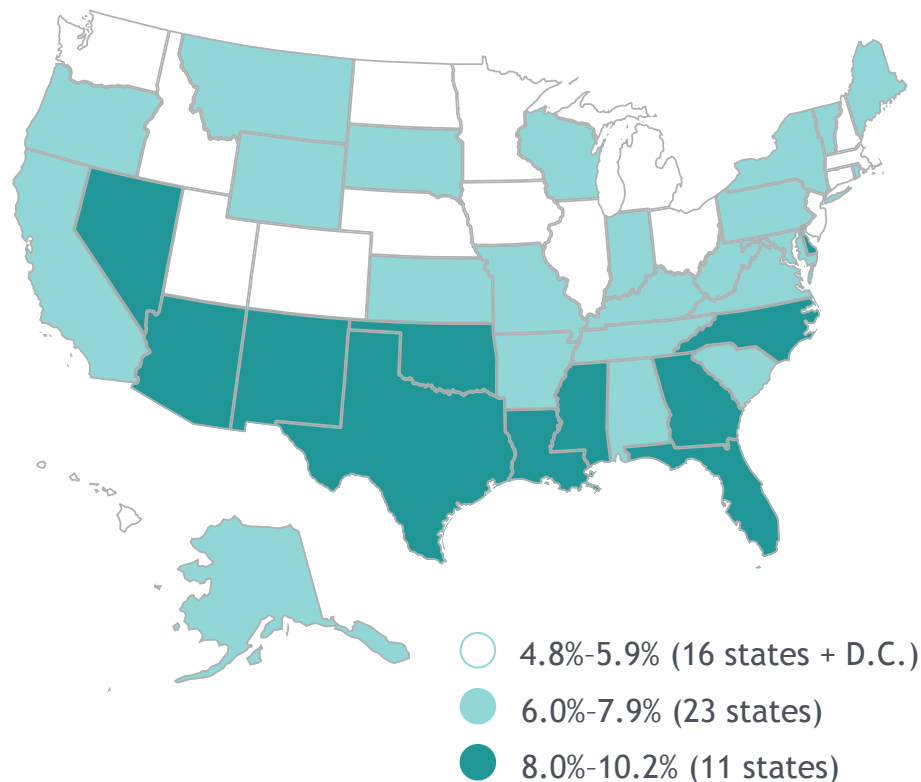 4.8%-5.9% (16 states + D.C.)
6.0%-7.9% (23 states)
8.0%-10.2% (11 states)